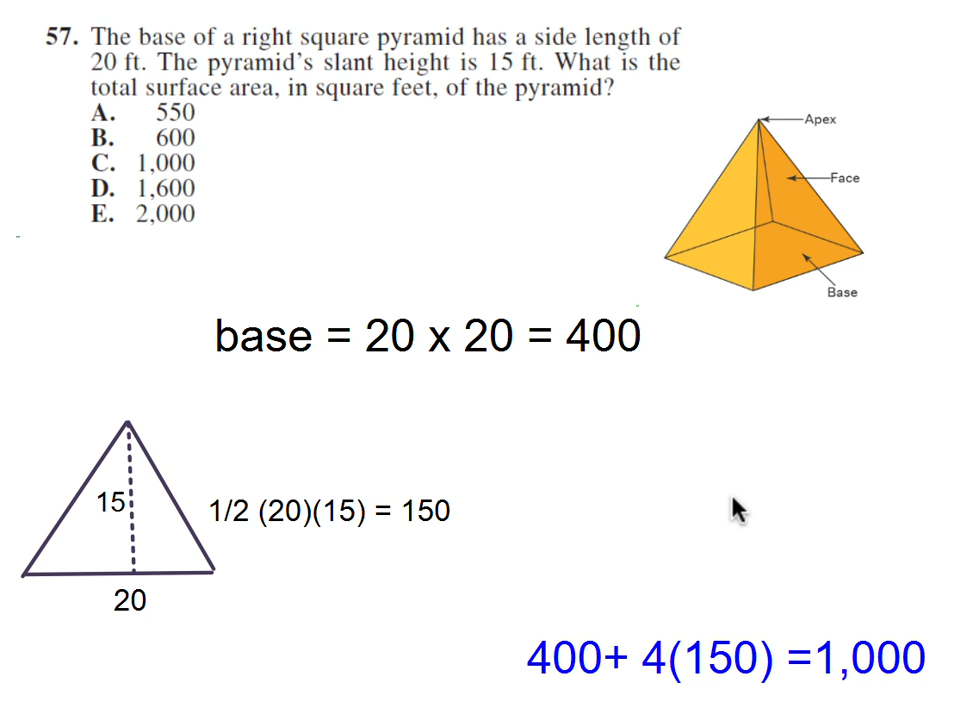 57. The base of a right square pyramid has a side length of
20 ft. The pyramid's slant height is 15 ft. What is the
total surface area, in square feet, of the pyramid?
A. 550
B. 600
C. 1,000
D. 1,600
E. 2,000
Apex
Face
Base
base = 20 x 20 = 400
15
1/2 (20)(15) = 150
20
400+ 4(150) =1,000